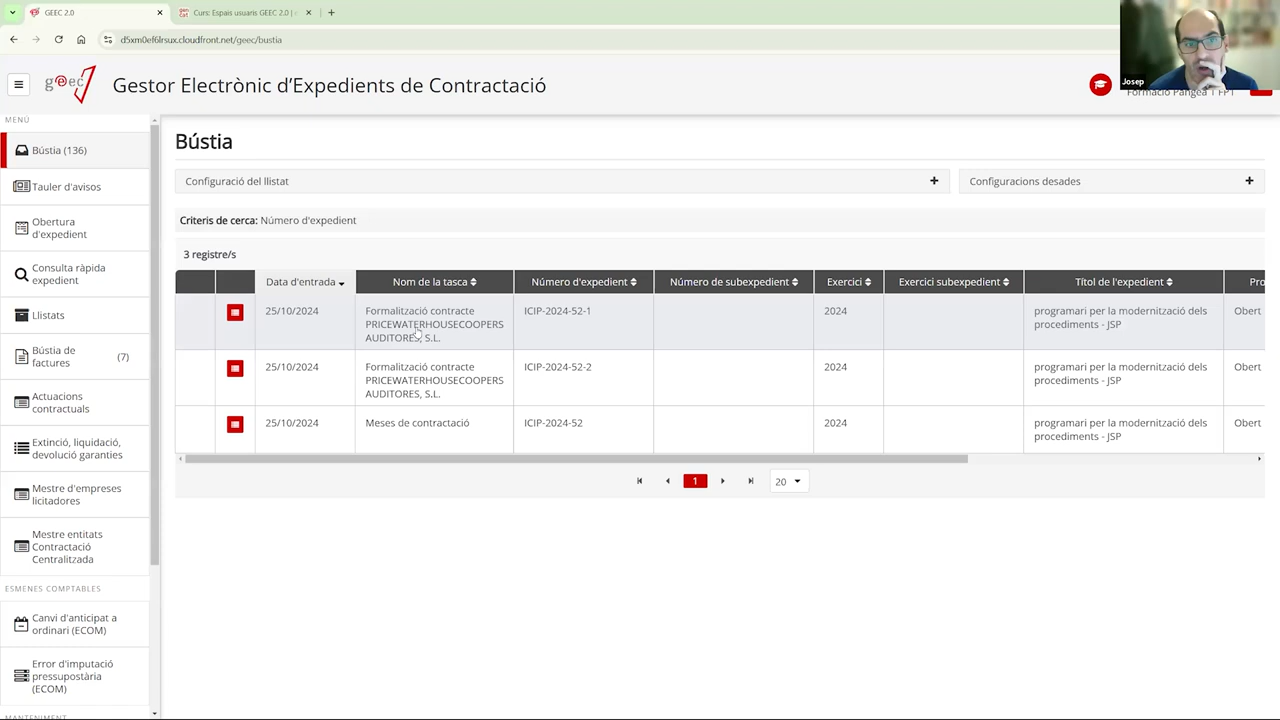 GEEC 2.0
Curs: Espais usuaris GEEC 2.0 | 
d5xm0ef6lrsux.cloudfront.net/geec/bustia
geec
Gestor Electrònic d'Expedients de Contractació
Josep
Formació Pangea 1 FP1
MENÚ
Bústia (136)
Tauler d'avisos
Obertura
d'expedient
Consulta ràpida
expedient
Llistats
Bústia de
factures
(7)
Actuacions
contractuals
Extinció, liquidació,
devolució garanties
Mestre d'empreses
licitadores
Mestre entitats
Contractació
Centralitzada
ESMENES COMPTABLES
Canvi d'anticipat a
ordinari (ECOM)
Error d'imputació
pressupostària
(ECOM)
MANTENIMENT
Bústia
Configuració del llistat
Configuracions desades
Criteris de cerca: Número d'expedient
3 registre/s
Data d'entrada Nom de la tasca Número d'expedient Número de subexpedient Exercici Exercici subexpedient Títol de l'expedient Pro
25/10/2024 Formalització contracte ICIP-2024-52-1 2024 programari per la modernització dels Obert
PRICEWATERHOUSECOOPERS procediments - JSP
AUDITORES, S.L.
25/10/2024 Formalització contracte ICIP-2024-52-2 2024 programari per la modernització dels Obert
PRICEWATERHOUSECOOPERS procediments - JSP
AUDITORES, S.L.
25/10/2024 Meses de contractació ICIP-2024-52 2024 programari per la modernització dels Obert
procediments - JSP
1
20